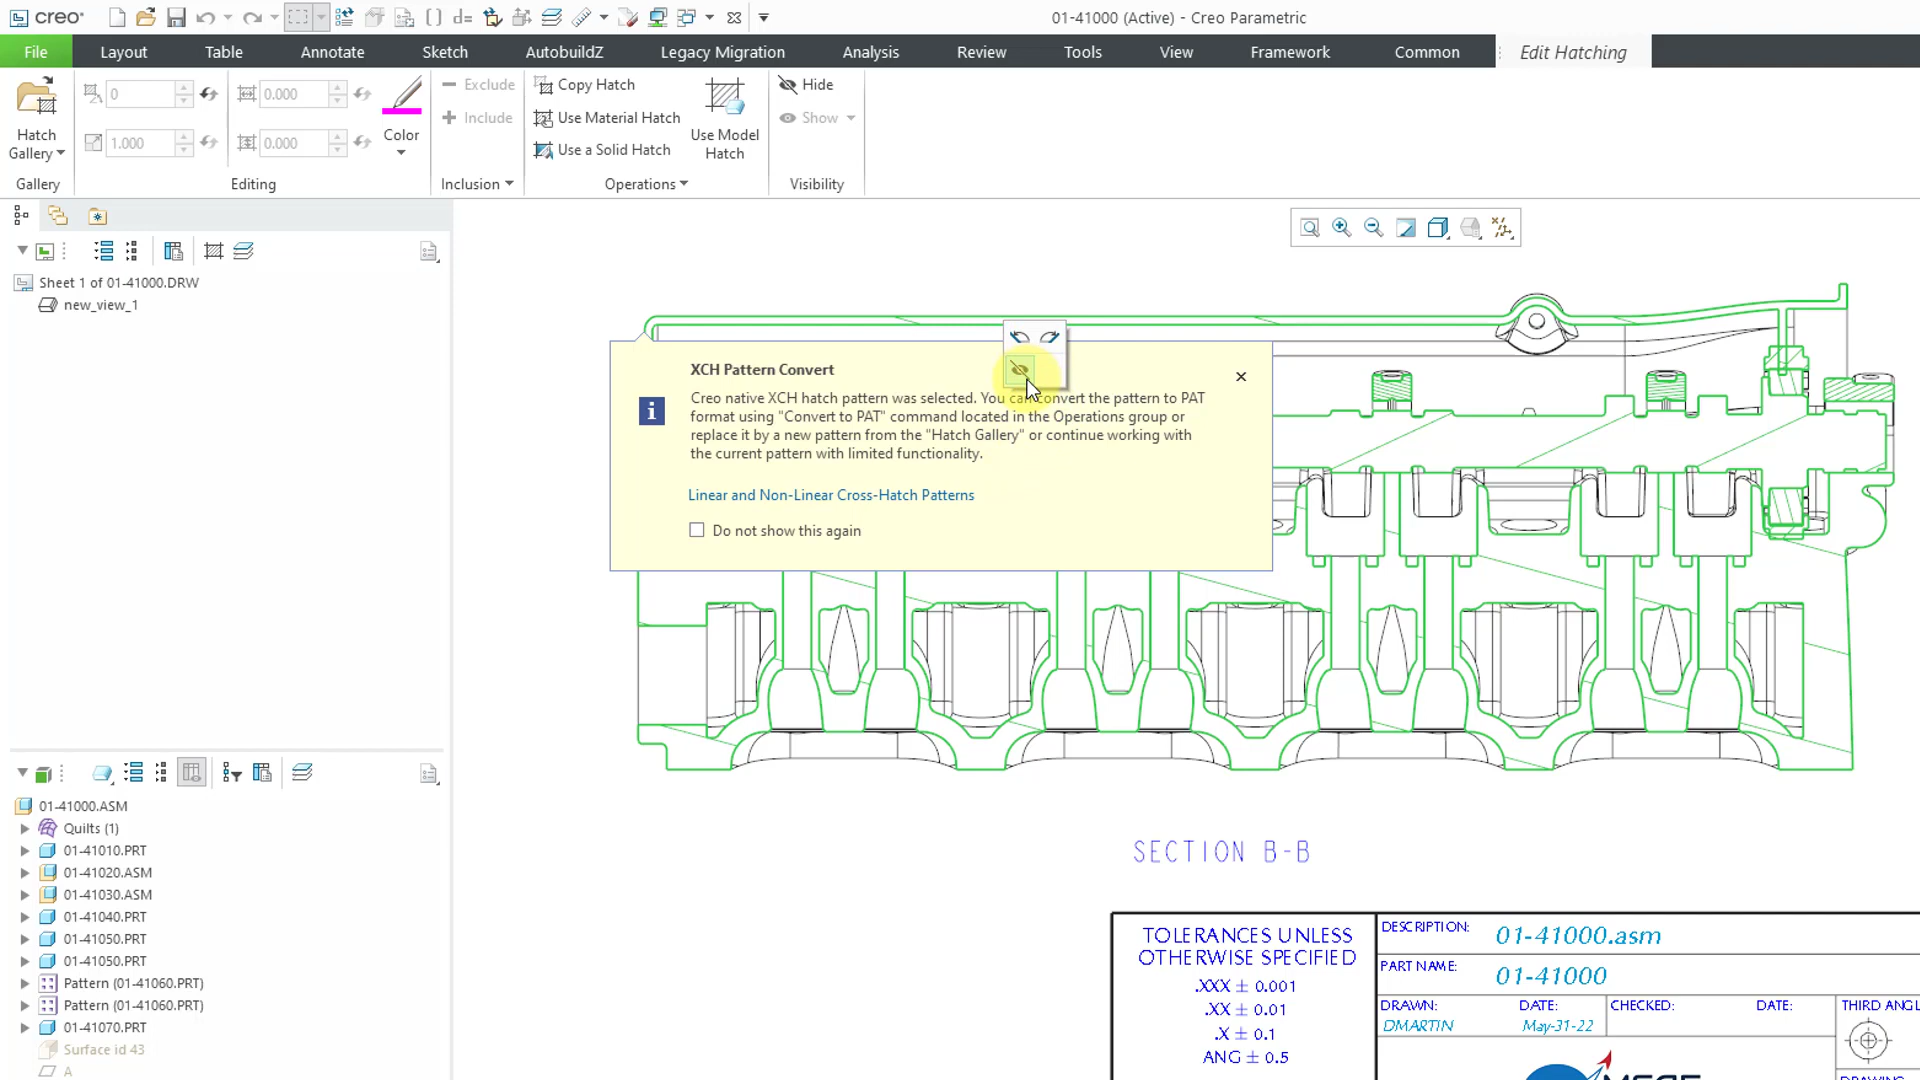 creo
01-41000 (Active) - Creo Parametric
File
Layout
Table
Annotate
Sketch
AutobuildZ
Legacy Migration
Analysis
Review
Tools
View
Framework
Common
Edit Hatching
Hatch
Gallery
Gallery
0
1.000
0.000
0.000
Color
Editing
Exclude
Include
Inclusion
Copy Hatch
Use Material Hatch
Use a Solid Hatch
Use Model
Hatch
Operations
Hide
Show
Visibility
Sheet 1 of 01-41000.DRW
new_view_1
XCH Pattern Convert
Creo native XCH hatch pattern was selected. You can convert the pattern to PAT
format using "Convert to PAT" command located in the Operations group or
replace it by a new pattern from the "Hatch Gallery" or continue working with
the current pattern with limited functionality.
Linear and Non-Linear Cross-Hatch Patterns
Do not show this again
01-41000.ASM
Quilts (1)
01-41010.PRT
01-41020.ASM
01-41030.ASM
01-41040.PRT
01-41050.PRT
01-41050.PRT
Pattern (01-41060.PRT)
Pattern (01-41060.PRT)
01-41070.PRT
Surface id 43
A
SECTION B-B
TOLERANCES UNLESS
OTHERWISE SPECIFIED
.XXX ± 0.001
.XX ± 0.01
.X ± 0.1
ANG ± 0.5
DESCRIPTION:
01-41000.asm
PART NAME:
01-41000
DRAWN:
DATE:
CHECKED:
DATE:
THIRD ANGL
DMARTIN
May-31-22